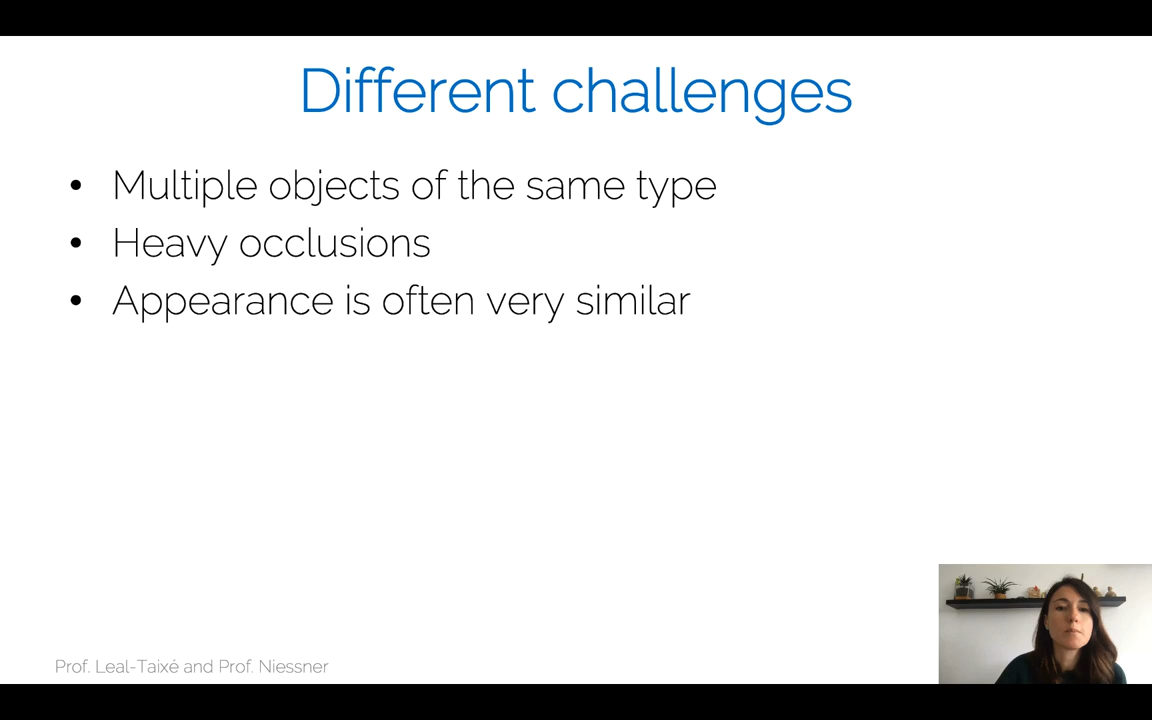 Different challenges
• Multiple objects of the same type
• Heavy occlusions
• Appearance is often very similar
Prof. Leal-Taixé and Prof. Niessner